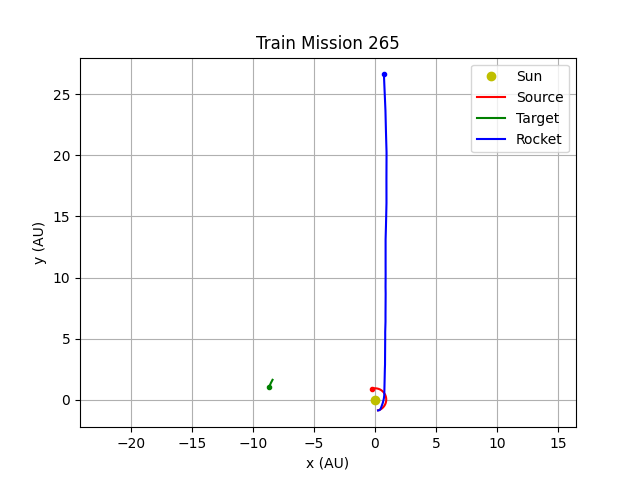 Train Mission 265
Sun
Source
Target
Rocket
25
20
15
10
5
0
y (AU)
−20
−15
−10
−5
0
5
10
15
x (AU)